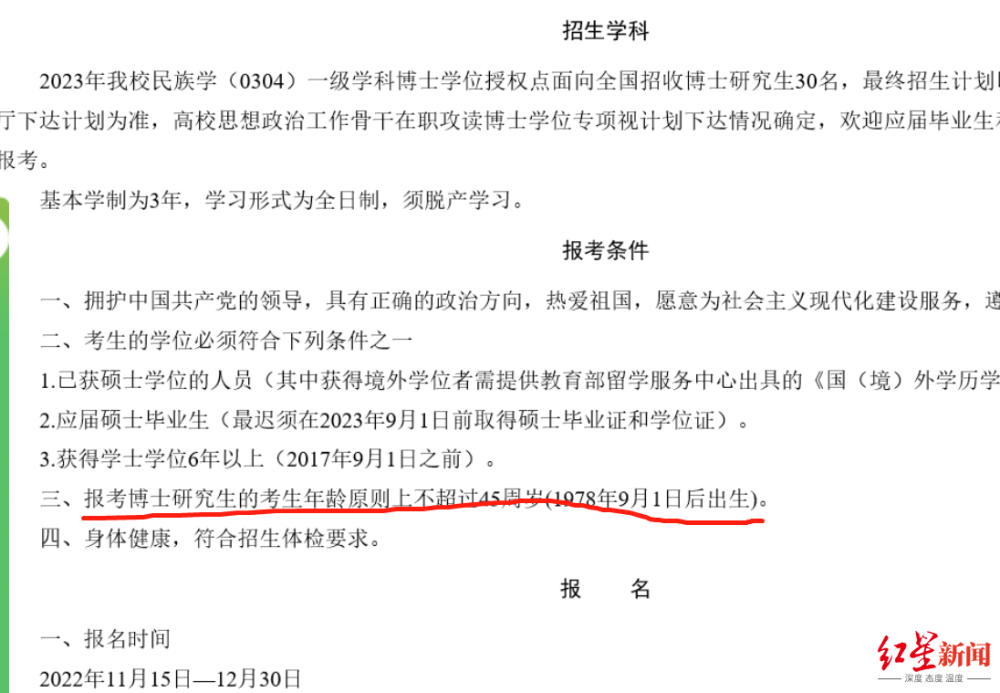 招生学科
2023年我校民族学（0304）一级学科博士学位授权点面向全国招收博士研究生30名，最终招生计划
厅下达计划为准，高校思想政治工作骨干在职攻读博士学位专项视计划下达情况确定，欢迎应届毕业生
报考。
基本学制为3年，学习形式为全日制，须脱产学习。
报考条件
一、拥护中国共产党的领导，具有正确的政治方向，热爱祖国，愿意为社会主义现代化建设服务，遵
二、考生的学位必须符合下列条件之一
1.已获硕士学位的人员（其中获得境外学位者需提供教育部留学服务中心出具的《国（境）外学历学
2.应届硕士毕业生（最迟须在2023年9月1日前取得硕士毕业证和学位证）。
3.获得学士学位6年以上（2017年9月1日之前）。
三、报考博士研究生的考生年龄原则上不超过45周岁(1978年9月1日后出生)。
四、身体健康，符合招生体检要求。
报 名
一、报名时间
2022年11月15日—12月30日
红星新闻
深度 态度 温度